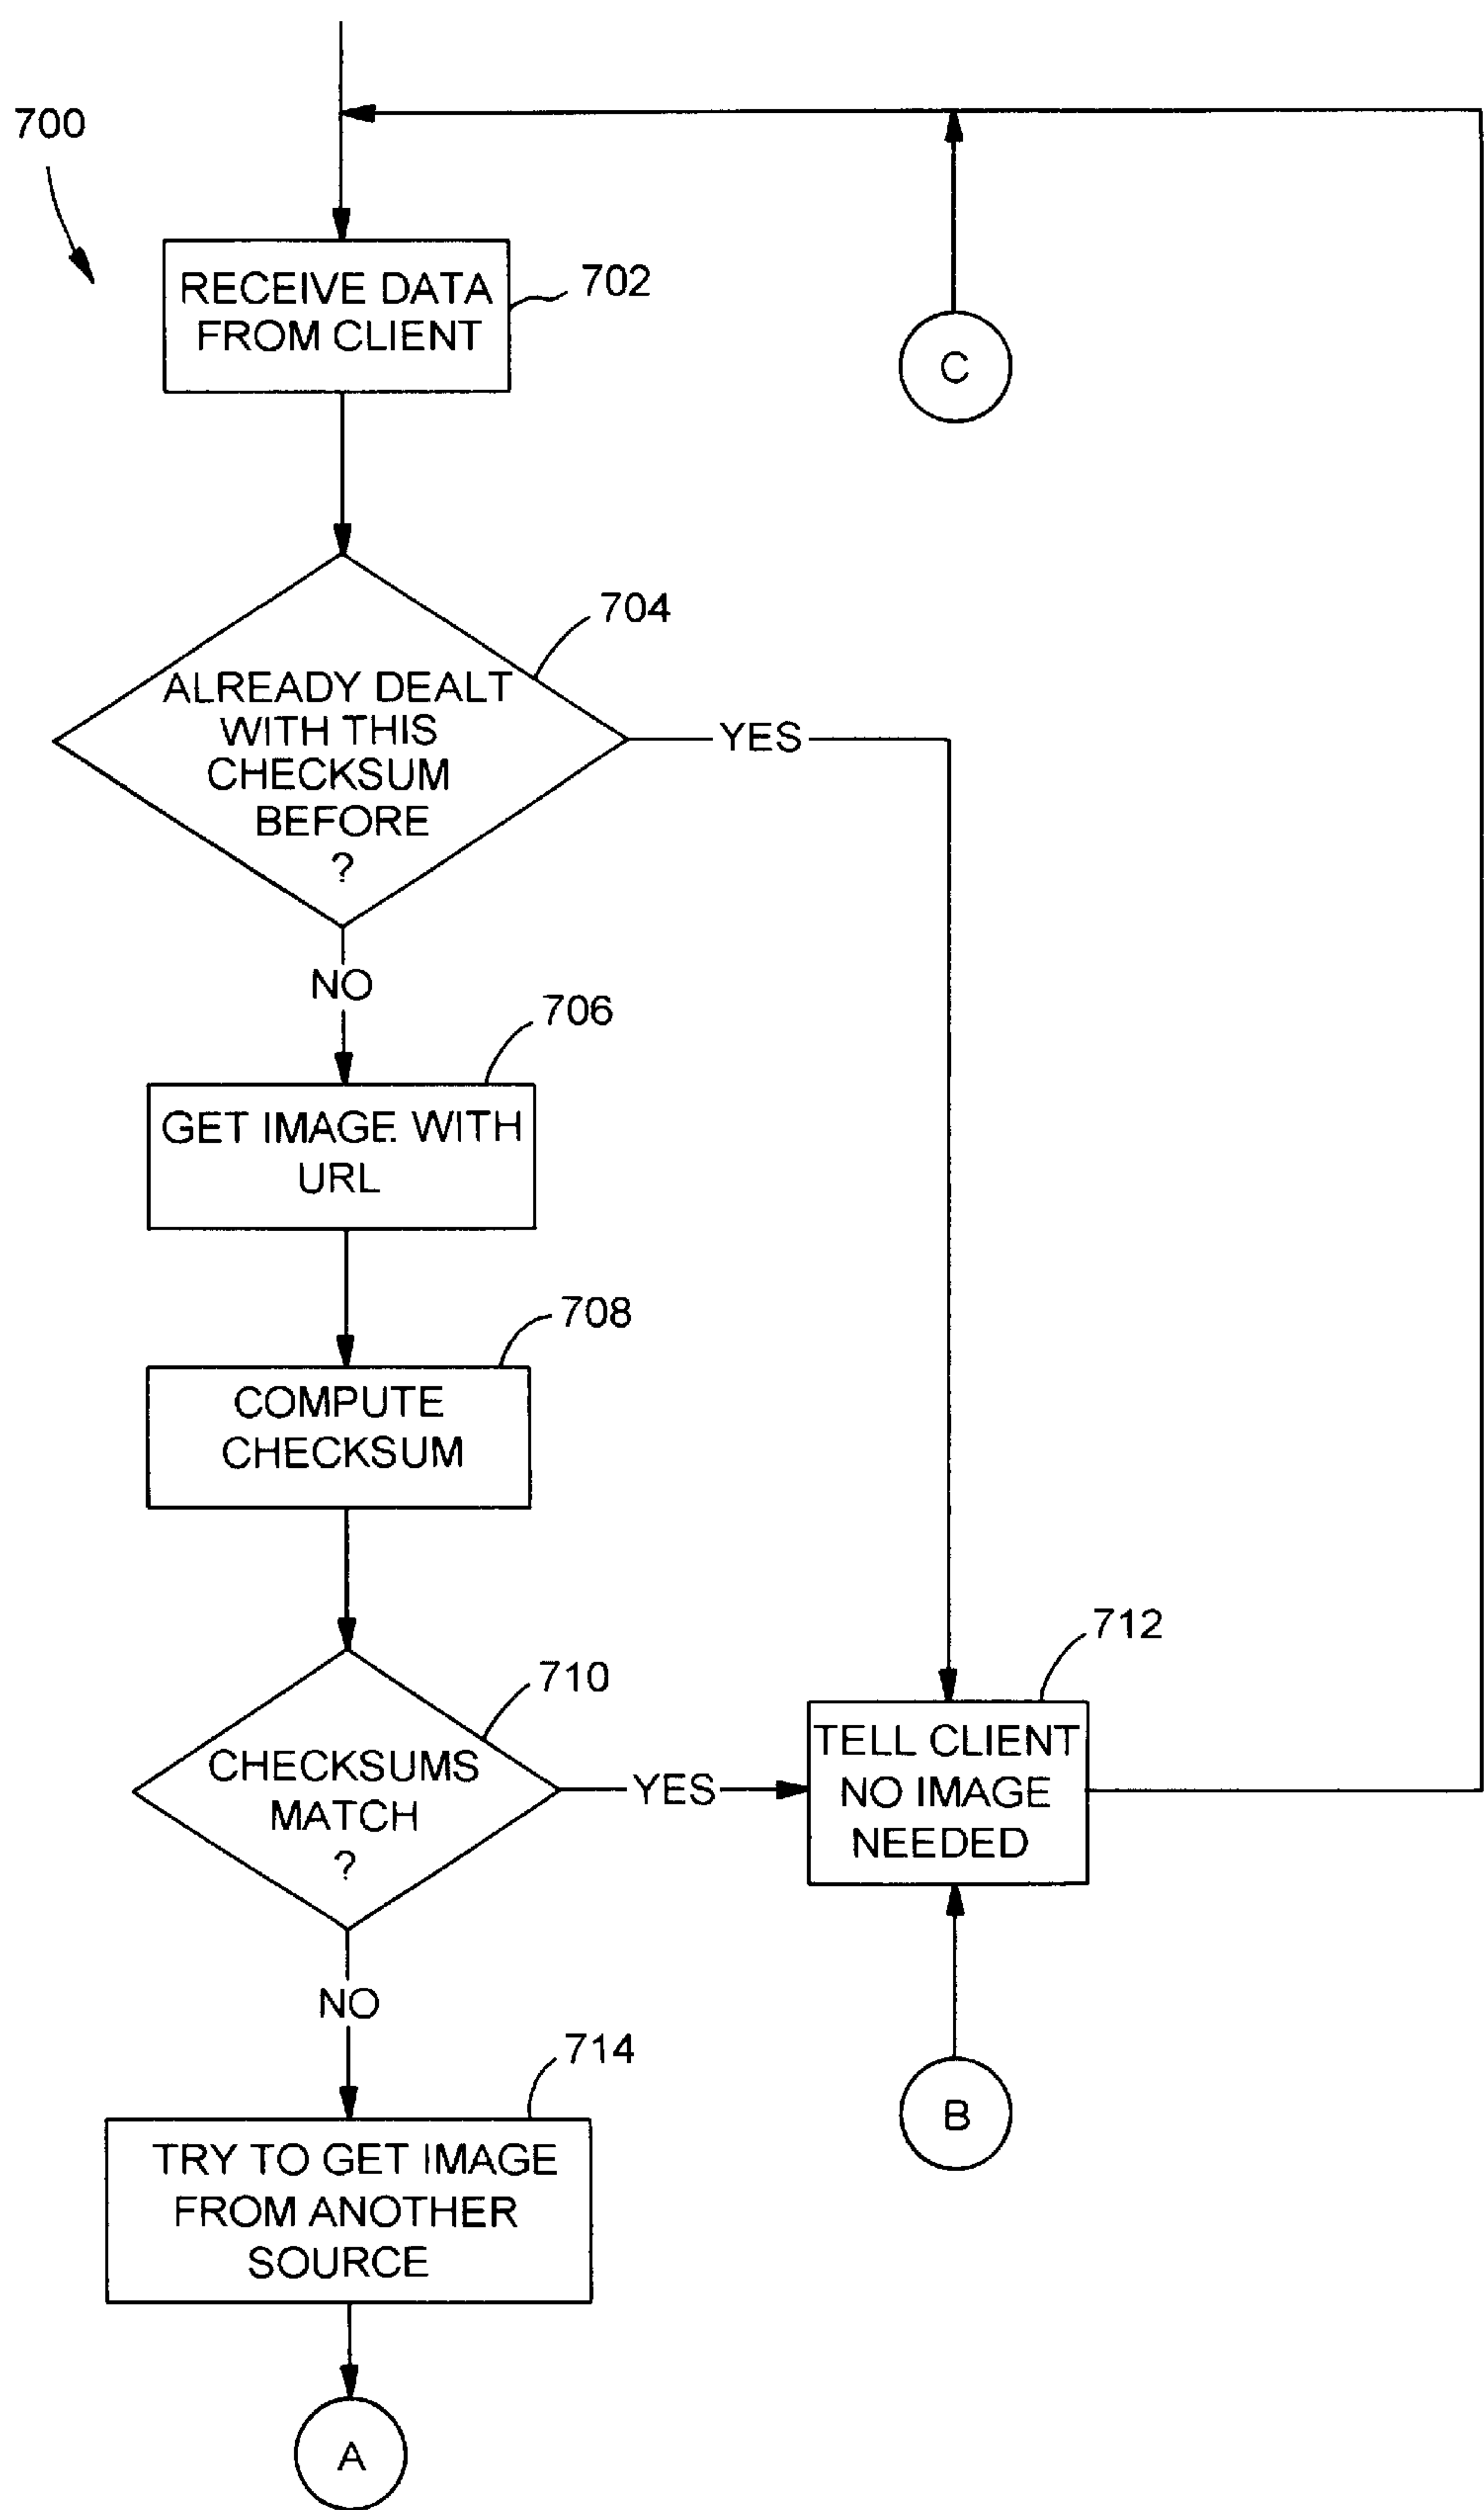 700
RECEIVE DATA
FROM CLIENT
702
C
704
ALREADY DEALT
WITH THIS
CHECKSUM
BEFORE
?
YES
NO
706
GET IMAGE WITH
URL
708
COMPUTE
CHECKSUM
710
CHECKSUMS
MATCH
?
YES
712
TELL CLIENT
NO IMAGE
NEEDED
NO
714
TRY TO GET IMAGE
FROM ANOTHER
SOURCE
B
A